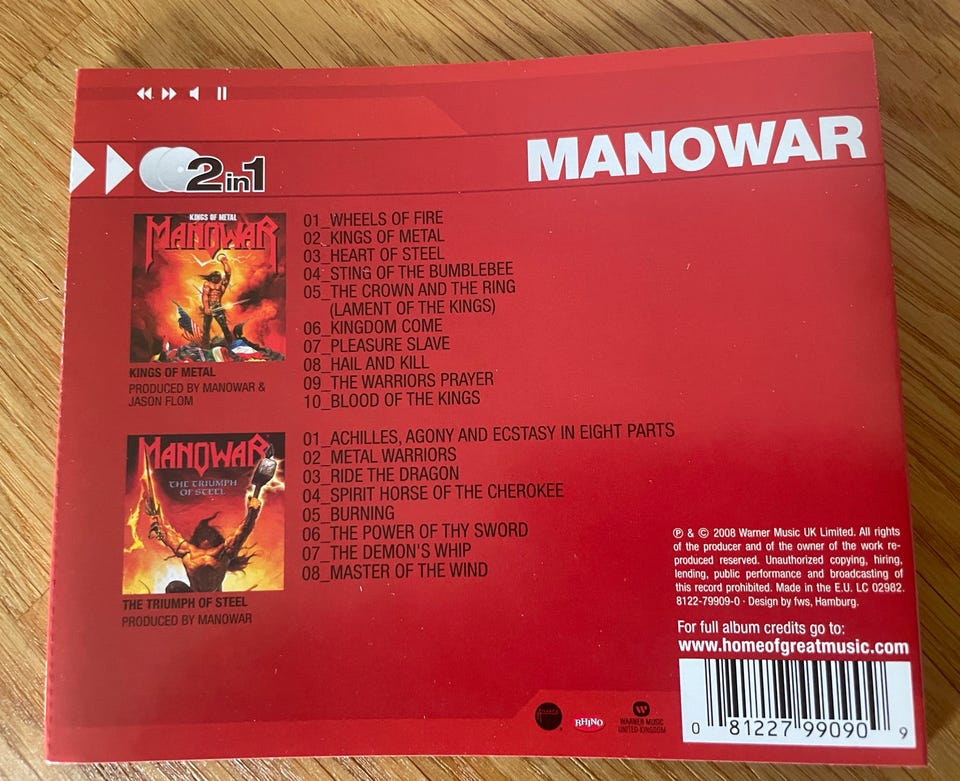 2in1
MANOWAR
KINGS OF METAL
MANOWAR
01_WHEELS OF FIRE
02_KINGS OF METAL
03_HEART OF STEEL
04_STING OF THE BUMBLEBEE
05_THE CROWN AND THE RING
(LAMENT OF THE KINGS)
06_KINGDOM COME
07_PLEASURE SLAVE
08_HAIL AND KILL
09_THE WARRIORS PRAYER
10_BLOOD OF THE KINGS
KINGS OF METAL
PRODUCED BY MANOWAR &
JASON FLOM
MANOWAR
THE TRIUMPH
OF STEEL
01_ACHILLES, AGONY AND ECSTASY IN EIGHT PARTS
02_METAL WARRIORS
03_RIDE THE DRAGON
04_SPIRIT HORSE OF THE CHEROKEE
05_BURNING
06_THE POWER OF THY SWORD
07_THE DEMON'S WHIP
08_MASTER OF THE WIND
THE TRIUMPH OF STEEL
PRODUCED BY MANOWAR
℗ & © 2008 Warner Music UK Limited. All rights
of the producer and of the owner of the work re-
produced reserved. Unauthorized copying, hiring,
lending, public performance and broadcasting of
this record prohibited. Made in the E.U. LC 02982.
8122-79909-0 · Design by fws, Hamburg.
For full album credits go to:
www.homeofgreatmusic.com
RHINO
WARNER MUSIC
UNITED KINGDOM
0 81227 99090 9